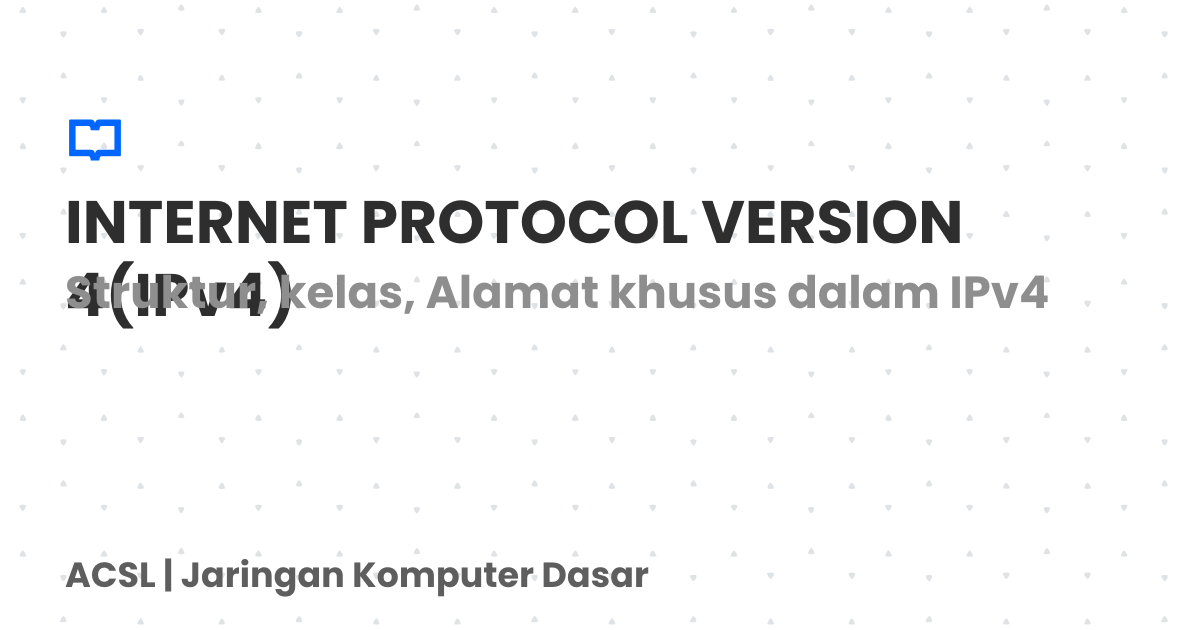 INTERNET PROTOCOL VERSION
4(IPv4)
Struktur, kelas, Alamat khusus dalam IPv4
ACSL | Jaringan Komputer Dasar